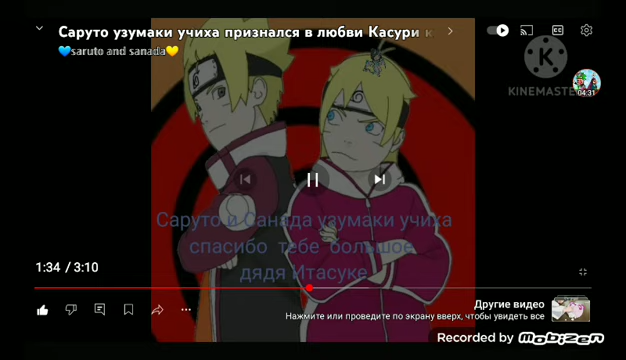 Саруто узумаки учиха признался в любви Касури к
💙saruto and sanada💛
KINEMASTER
04:31
Саруто и Санада узумаки учиха
спасибо тебе большое
дядя Итасуке
1:34 / 3:10
Другие видео
Нажмите или проведите по экрану вверх, чтобы увидеть все
Recorded by MOBIZEN